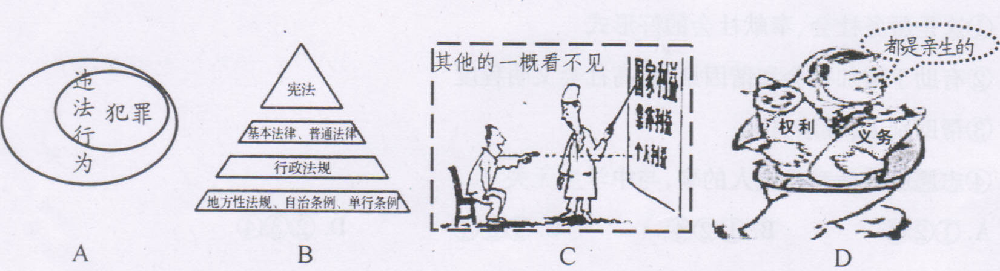 违法行为
犯罪
A
宪法
基本法律、普通法律
行政法规
地方性法规、自治条例、单行条例
B
其他的一概看不见
国家利益
集体利益
个人利益
C
都是亲生的
权利
义务
D